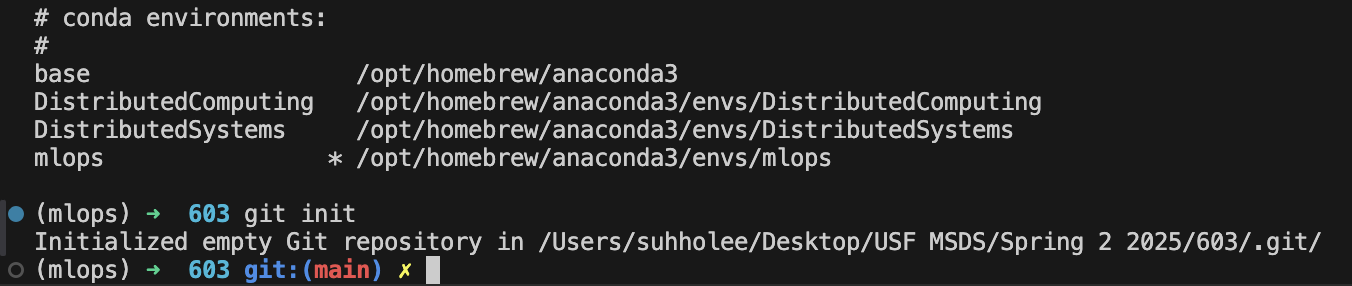 # conda environments:
#
base                   /opt/homebrew/anaconda3
DistributedComputing   /opt/homebrew/anaconda3/envs/DistributedComputing
DistributedSystems     /opt/homebrew/anaconda3/envs/DistributedSystems
mlops                * /opt/homebrew/anaconda3/envs/mlops
(mlops) ➜  603 git init
Initialized empty Git repository in /Users/suhholee/Desktop/USF MSDS/Spring 2 2025/603/.git/
(mlops) ➜  603 git:(main) ✗